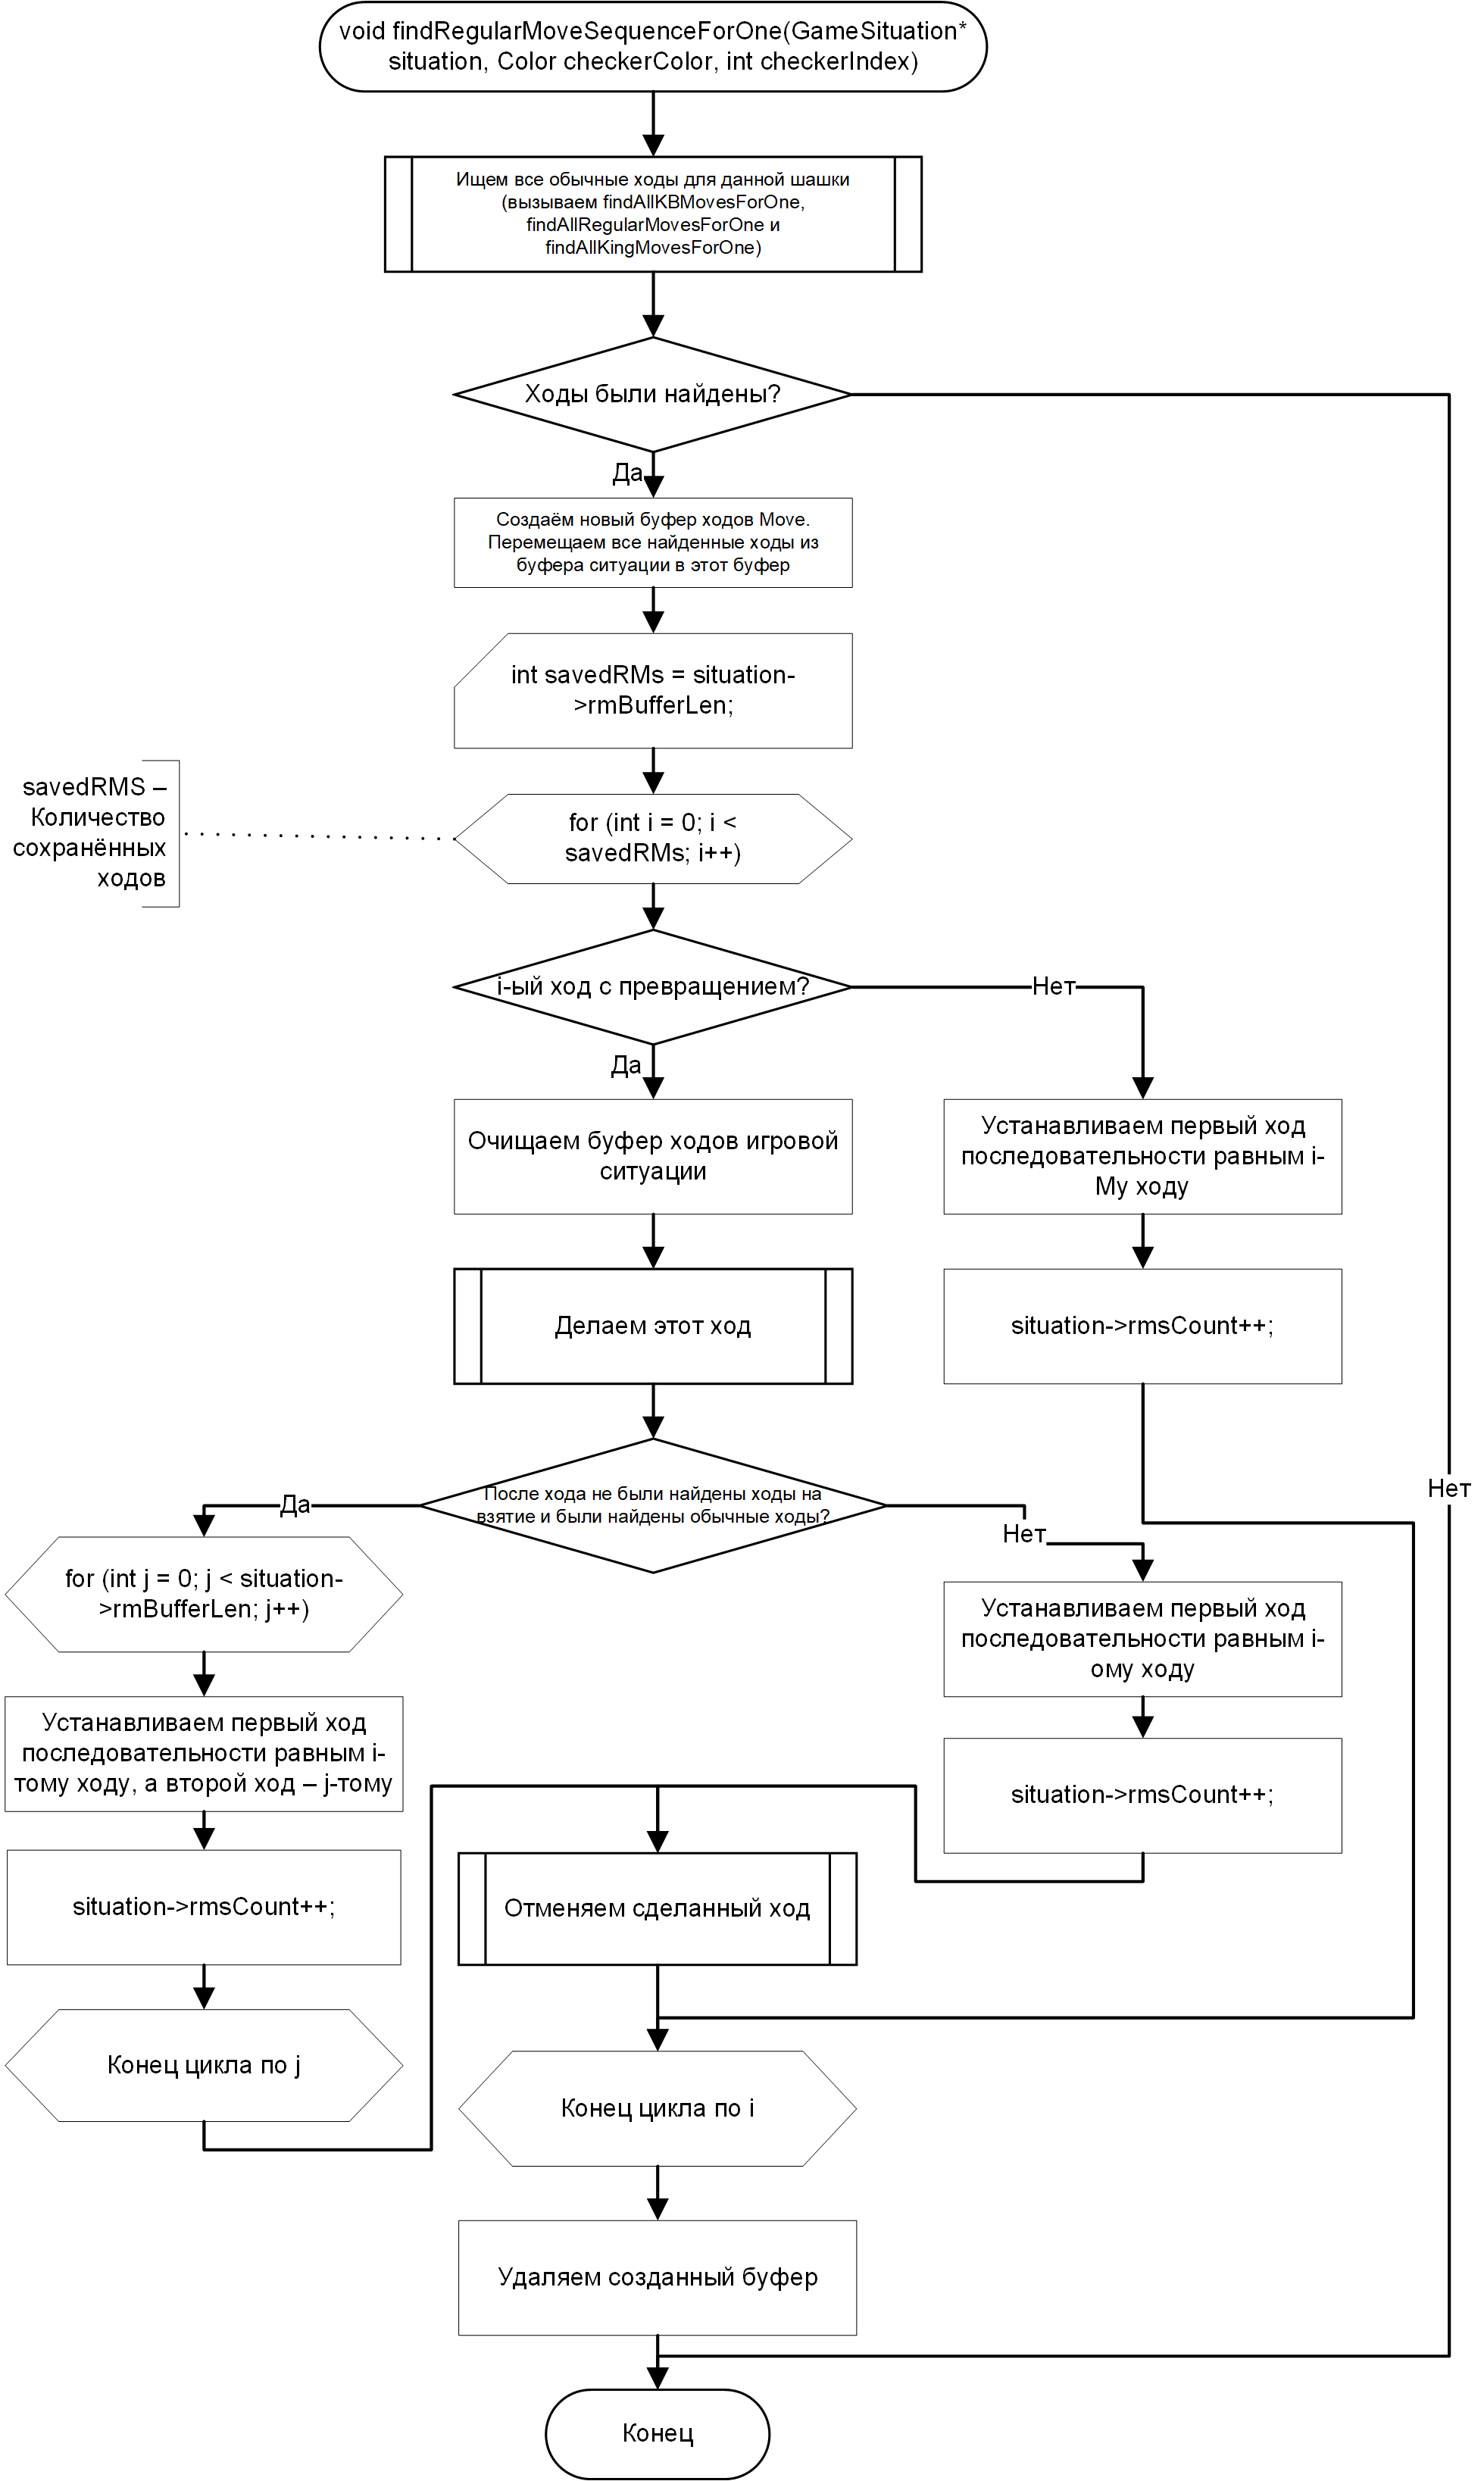 void findRegularMoveSequenceForOne(GameSituation*
situation, Color checkerColor, int checkerIndex)
Ищем все обычные ходы для данной шашки
(вызываем findAllKBMovesForOne,
findAllRegularMovesForOne и
findAllKingMovesForOne)
Ходы были найдены?
Да
Создаём новый буфер ходов Move.
Перемещаем все найденные ходы из
буфера ситуации в этот буфер
int savedRMs = situation-
>rmBufferLen;
savedRMS –
Количество
сохранённых
ходов
for (int i = 0; i <
savedRMs; i++)
i-ый ход с превращением?
Нет
Да
Очищаем буфер ходов игровой
ситуации
Устанавливаем первый ход
последовательности равным i-
Му ходу
Делаем этот ход
situation->rmsCount++;
После хода не были найдены ходы на
взятие и были найдены обычные ходы?
Да
Нет
Нет
for (int j = 0; j < situation-
>rmBufferLen; j++)
Устанавливаем первый ход
последовательности равным i-
ому ходу
Устанавливаем первый ход
последовательности равным i-
тому ходу, а второй ход – j-тому
situation->rmsCount++;
situation->rmsCount++;
Отменяем сделанный ход
Конец цикла по j
Конец цикла по i
Удаляем созданный буфер
Конец